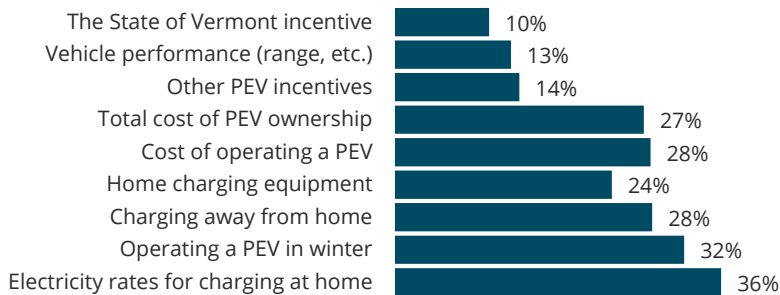 The State of Vermont incentive 10%
Vehicle performance (range, etc.) 13%
Other PEV incentives 14%
Total cost of PEV ownership 27%
Cost of operating a PEV 28%
Home charging equipment 24%
Charging away from home 28%
Operating a PEV in winter 32%
Electricity rates for charging at home 36%